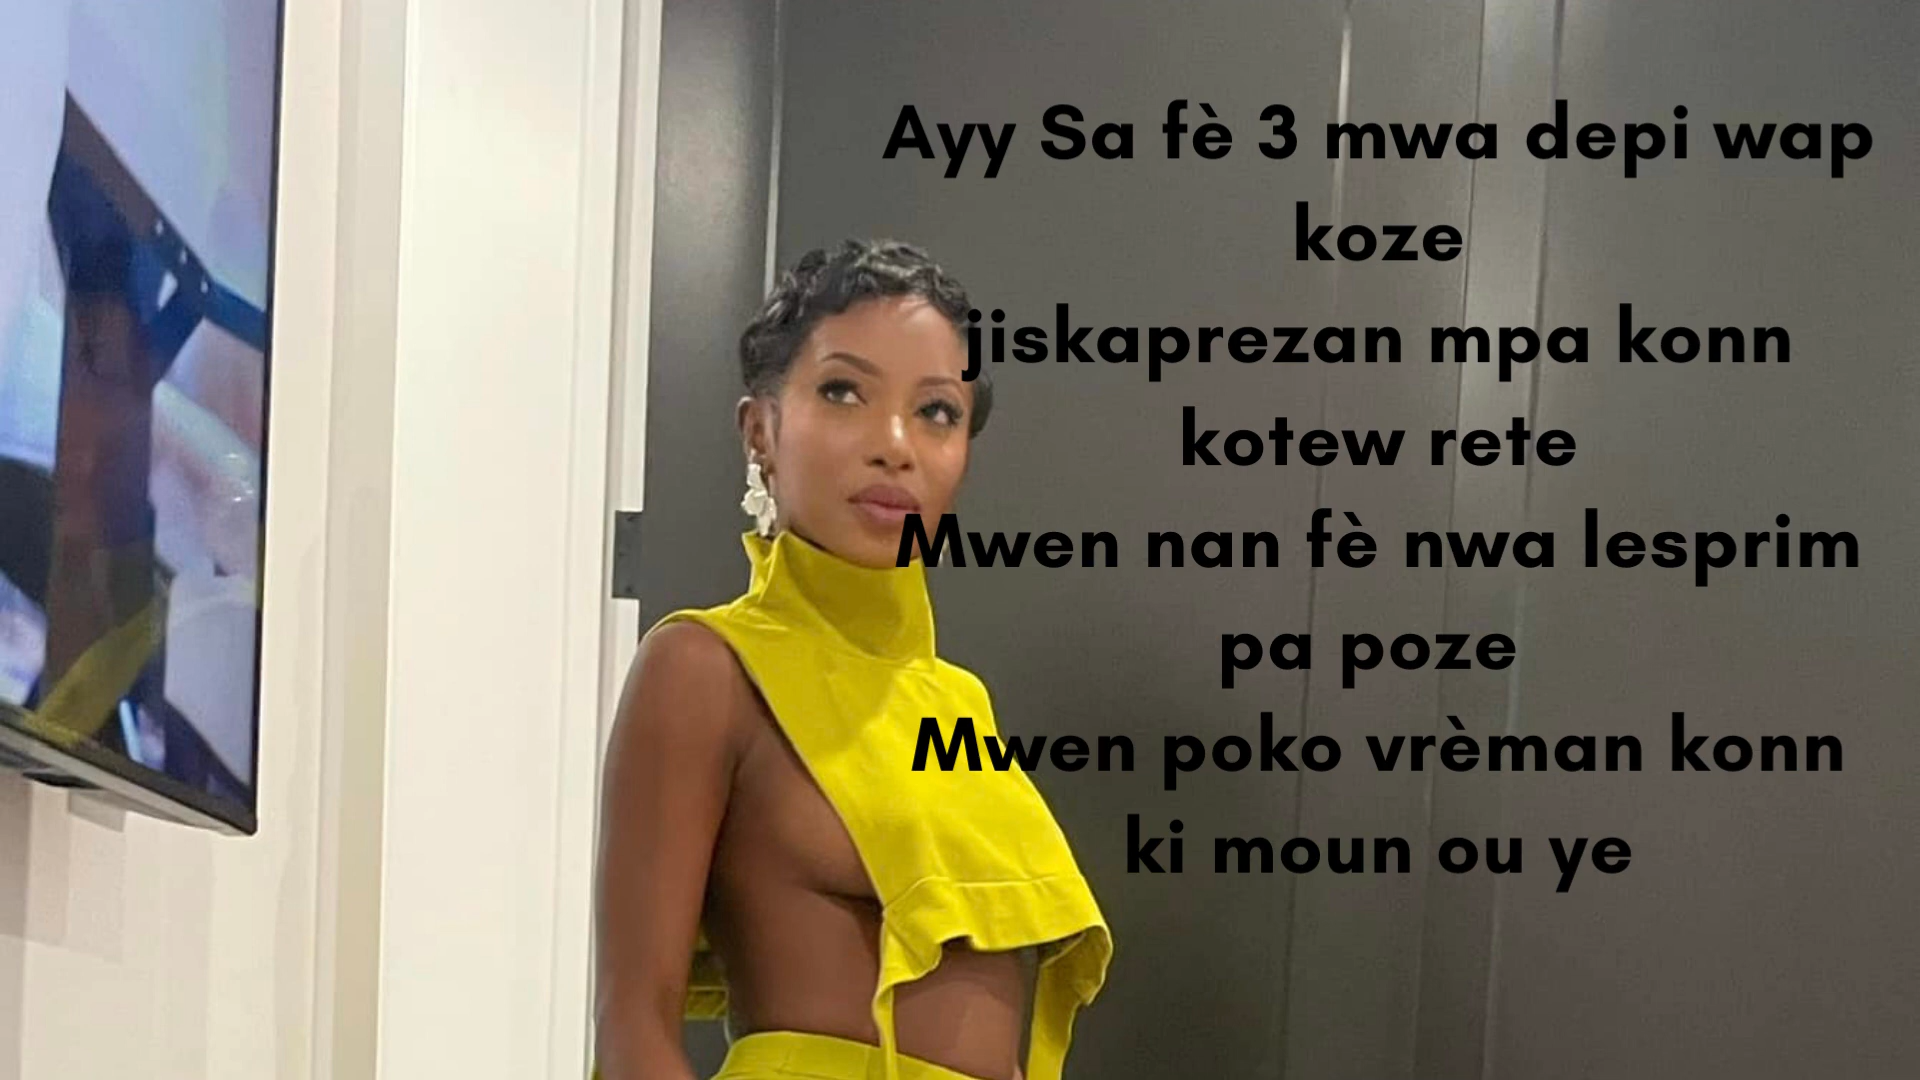 Ayy Sa fè 3 mwa depi wap
koze
jiskaprezan mpa konn
kotew rete
Mwen nan fè nwa lesprim
pa poze
Mwen poko vrèman konn
ki moun ou ye